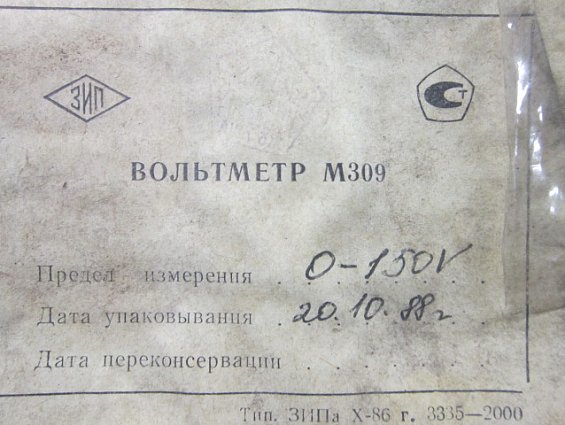 ЗИП
Т
ВОЛЬТМЕТР М309
Предел измерения . 0-150V
Дата упаковывания 20.10.88г.
Дата переконсервации . . . . . .
Тип. ЗИПа X-86 г. 3335—2000